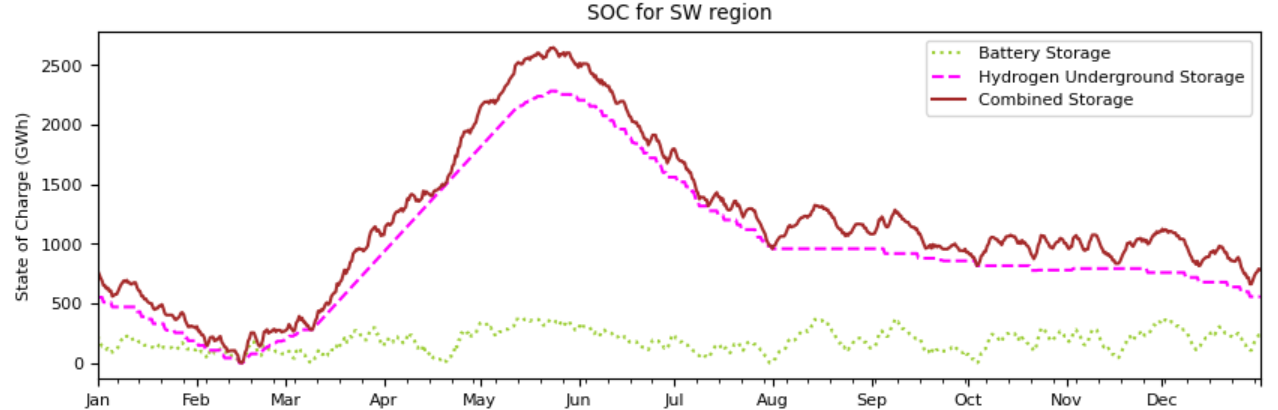 SOC for SW region
State of Charge (GWh)
2500
2000
1500
1000
500
0
Battery Storage
Hydrogen Underground Storage
Combined Storage
Jan Feb Mar Apr May Jun Jul Aug Sep Oct Nov Dec